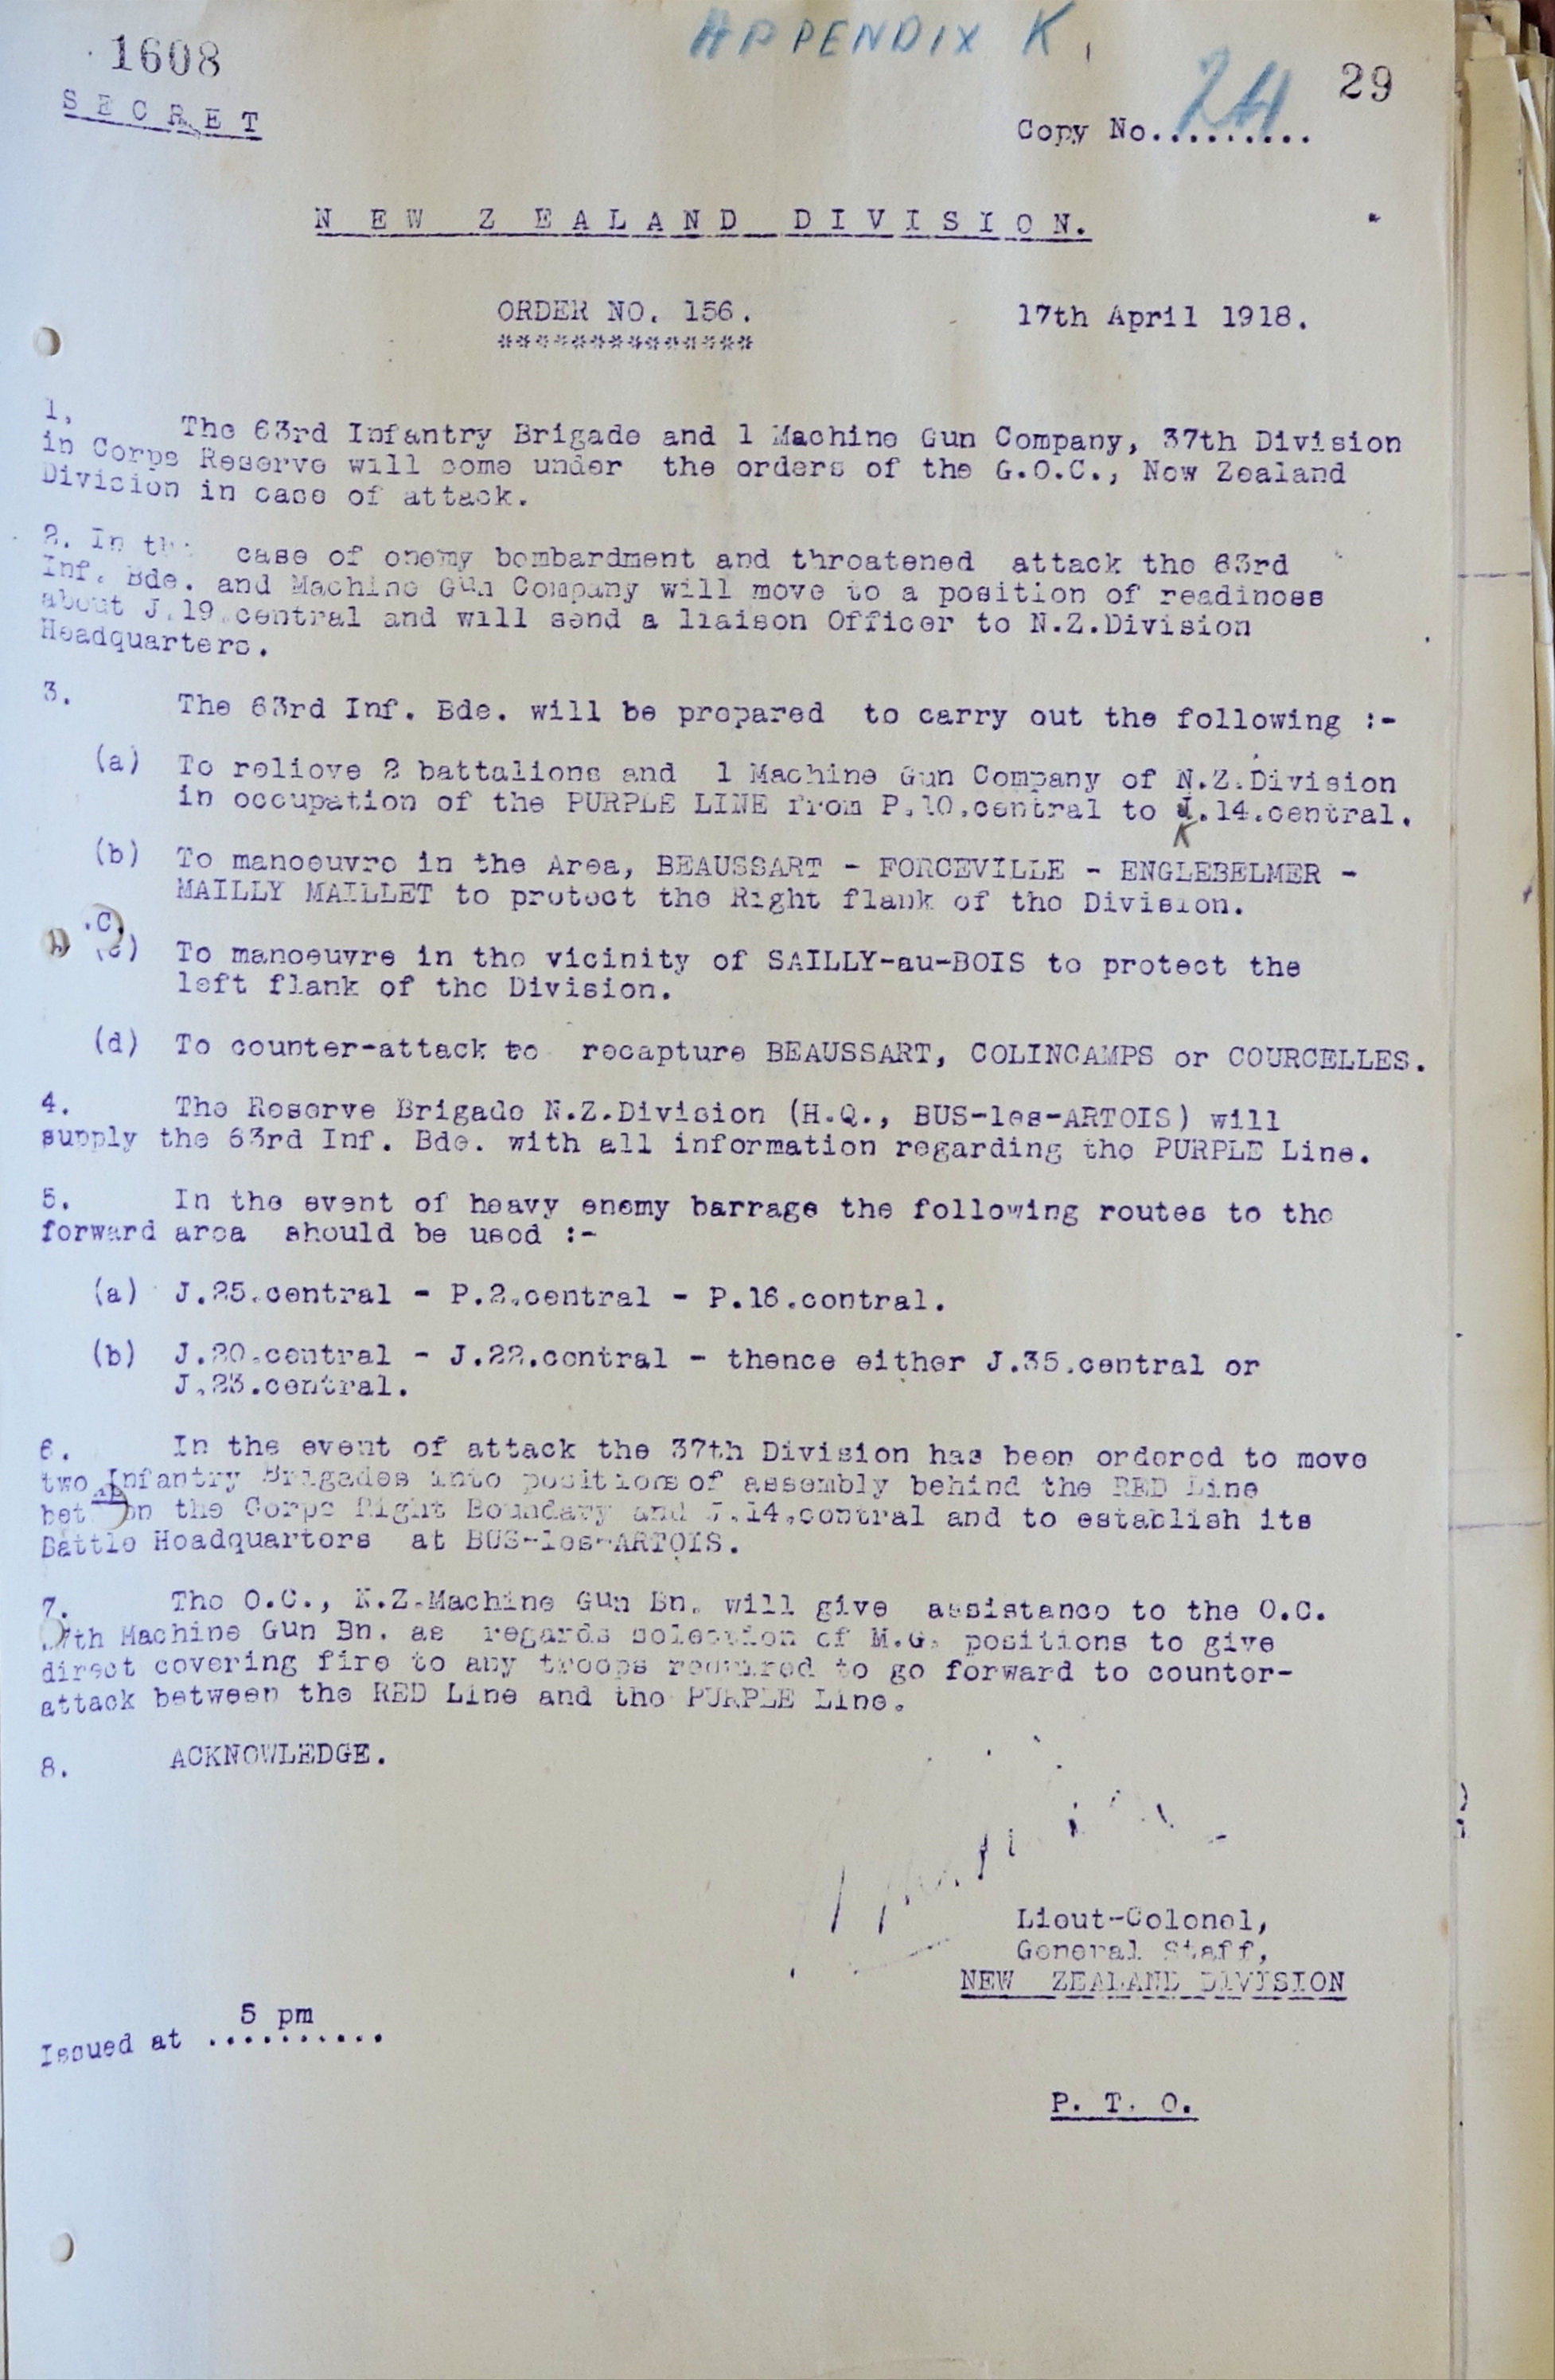 APPENDIX K.
1608
29
SECRET
Copy No. 24
NEW ZEALAND DIVISION.
ORDER NO. 156.
17th April 1918.
**************
1. The 63rd Infantry Brigade and 1 Machine Gun Company, 37th Division
in Corps Reserve will come under the orders of the G.O.C., New Zealand
Division in case of attack.
2. In the case of enemy bombardment and threatened attack the 63rd
Inf. Bde. and Machine Gun Company will move to a position of readiness
about J.19.central and will send a liaison Officer to N.Z.Division
Headquarters.
3. The 63rd Inf. Bde. will be prepared to carry out the following :-
(a) To relieve 2 battalions and 1 Machine Gun Company of N.Z.Division
in occupation of the PURPLE LINE from P.10.central to J.14.central.
K
(b) To manoeuvre in the Area, BEAUSSART - FORCEVILLE - ENGLEBELMER -
MAILLY MAILLET to protect the Right flank of the Division.
(c) To manoeuvre in the vicinity of SAILLY-au-BOIS to protect the
left flank of the Division.
(d) To counter-attack to recapture BEAUSSART, COLINCAMPS or COURCELLES.
4. The Reserve Brigade N.Z.Division (H.Q., BUS-les-ARTOIS) will
supply the 63rd Inf. Bde. with all information regarding the PURPLE Line.
5. In the event of heavy enemy barrage the following routes to the
forward area should be used :-
(a) J.25.central - P.2.central - P.16.central.
(b) J.20.central - J.22.central - thence either J.35.central or
J.23.central.
6. In the event of attack the 37th Division has been ordered to move
two Infantry Brigades into positions of assembly behind the RED Line
bet en the Corps Right Boundary and J.14.central and to establish its
Battle Headquarters at BUS-les-ARTOIS.
7. The O.C., N.Z.Machine Gun Bn. will give assistance to the O.C.
7th Machine Gun Bn. as regards selection of M.G. positions to give
direct covering fire to any troops required to go forward to counter-
attack between the RED Line and the PURPLE Line.
8. ACKNOWLEDGE.
Lieut-Colonel,
General Staff,
NEW ZEALAND DIVISION
Issued at 5 pm ..........
P. T. O.